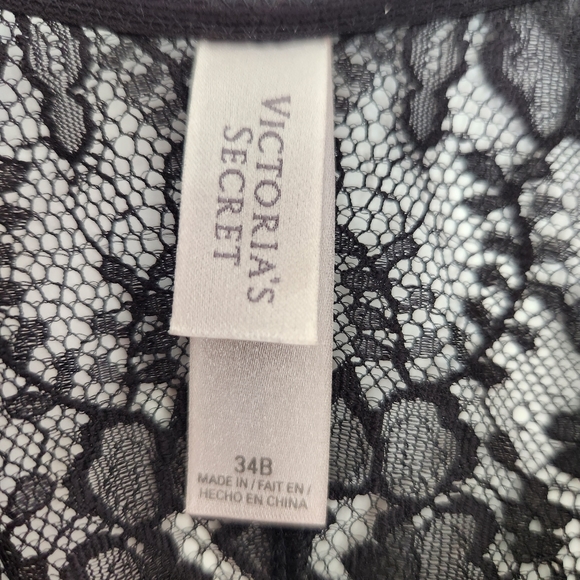 VICTORIA'S
SECRET
34B
MADE IN / FAIT EN /
HECHO EN CHINA